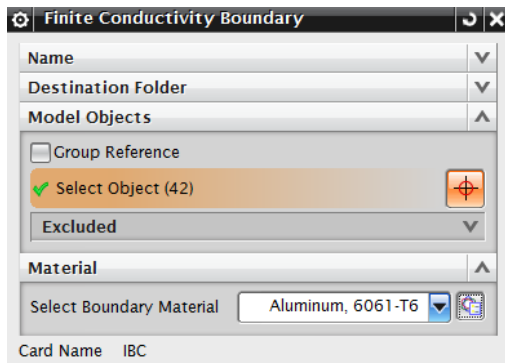 Finite Conductivity Boundary
Name
Destination Folder
Model Objects
Group Reference
Select Object (42)
Excluded
Material
Select Boundary Material Aluminum, 6061-T6
Card Name IBC